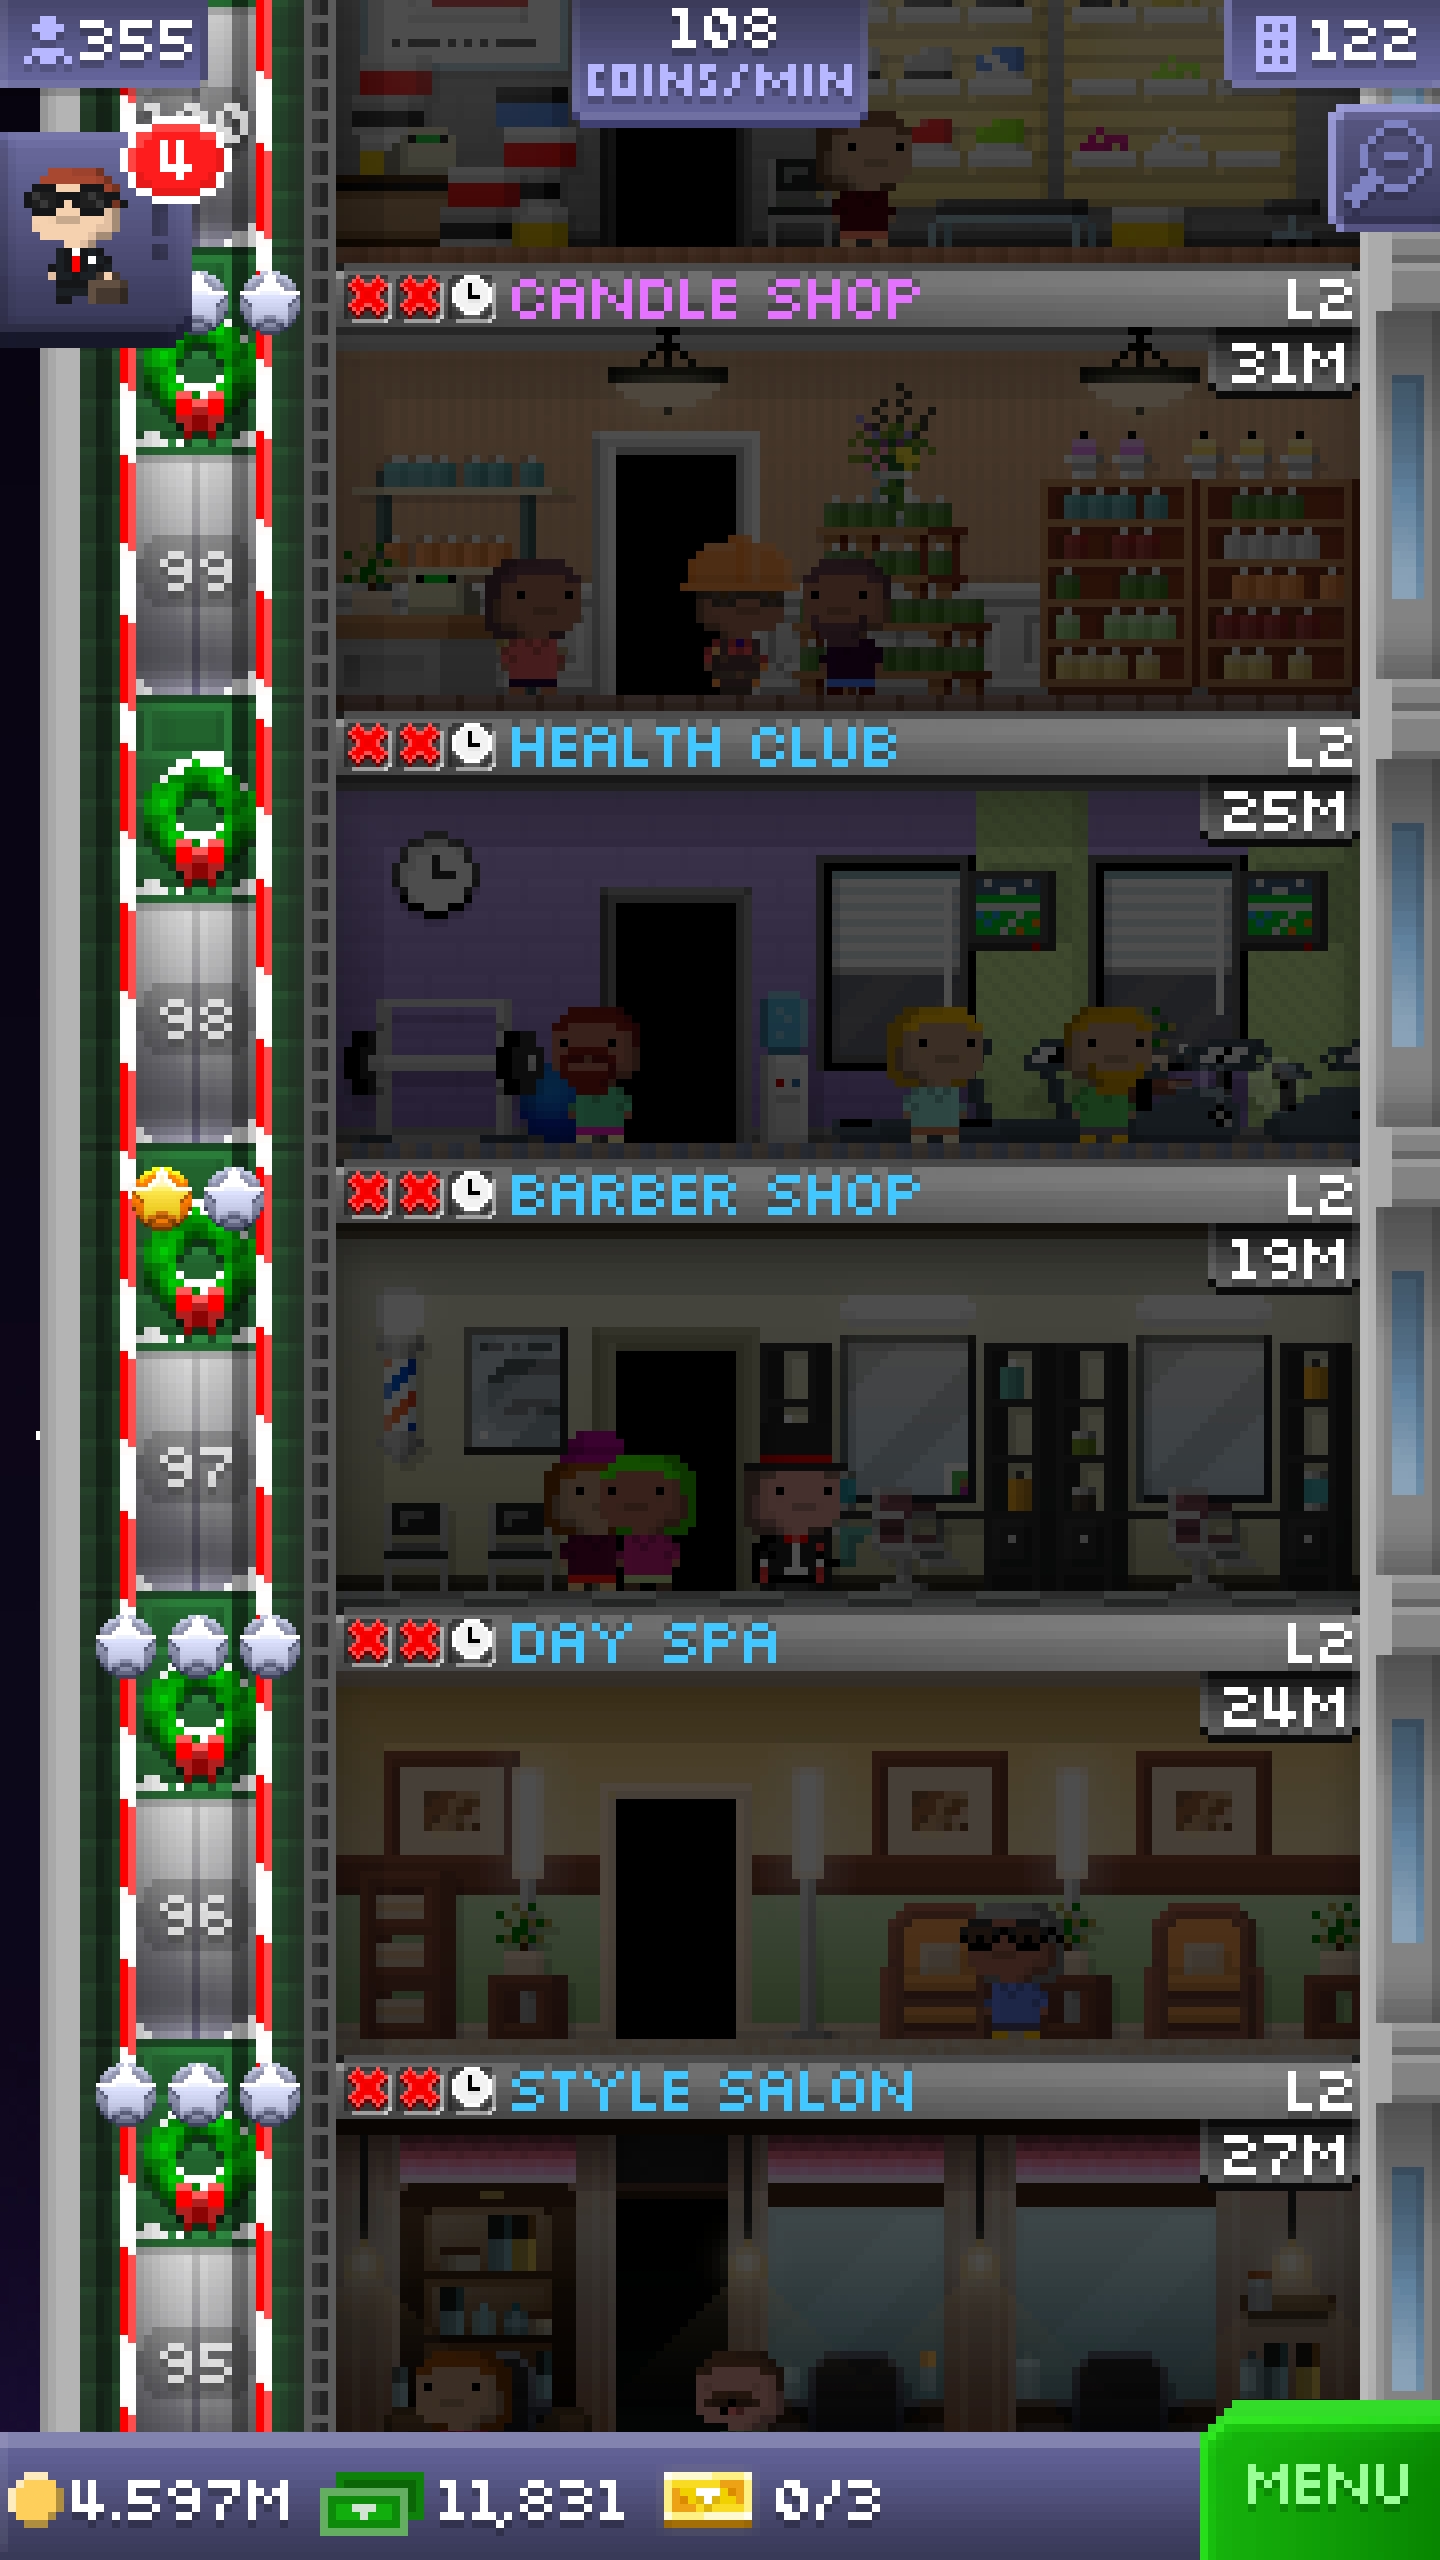 355
108
COINS/MIN
122
4
CANDLE SHOP L2
31M
99
HEALTH CLUB L2
25M
98
BARBER SHOP L2
19M
97
DAY SPA L2
24M
96
STYLE SALON L2
27M
95
4.597M 11,831 0/3
MENU